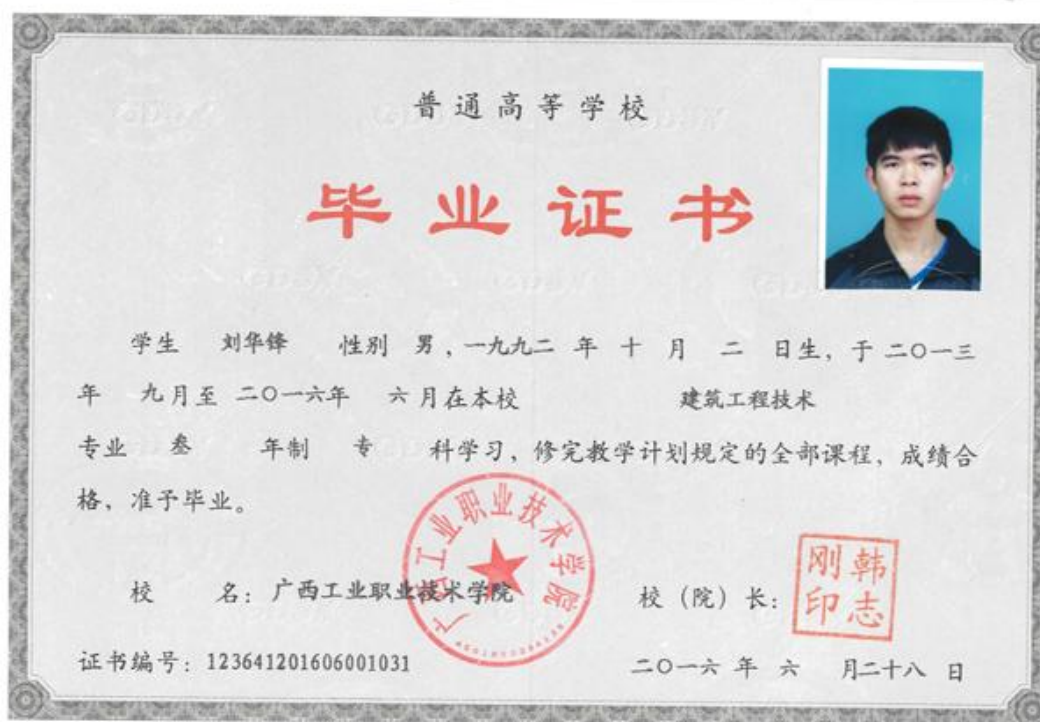 普通高等学校
毕业证书
学生 刘华锋 性别 男，一九九二 年 十 月 二 日生，于 二〇一三
年 九月至 二〇一六年 六月在本校 建筑工程技术
专业 叁 年制 专 科学习，修完教学计划规定的全部课程，成绩合
格，准予毕业。
广西工业职业技术学院
校 名：广西工业职业技术学院
校（院）长：
韩志刚印
证书编号：123641201606001031
二〇一六 年 六 月二十八 日